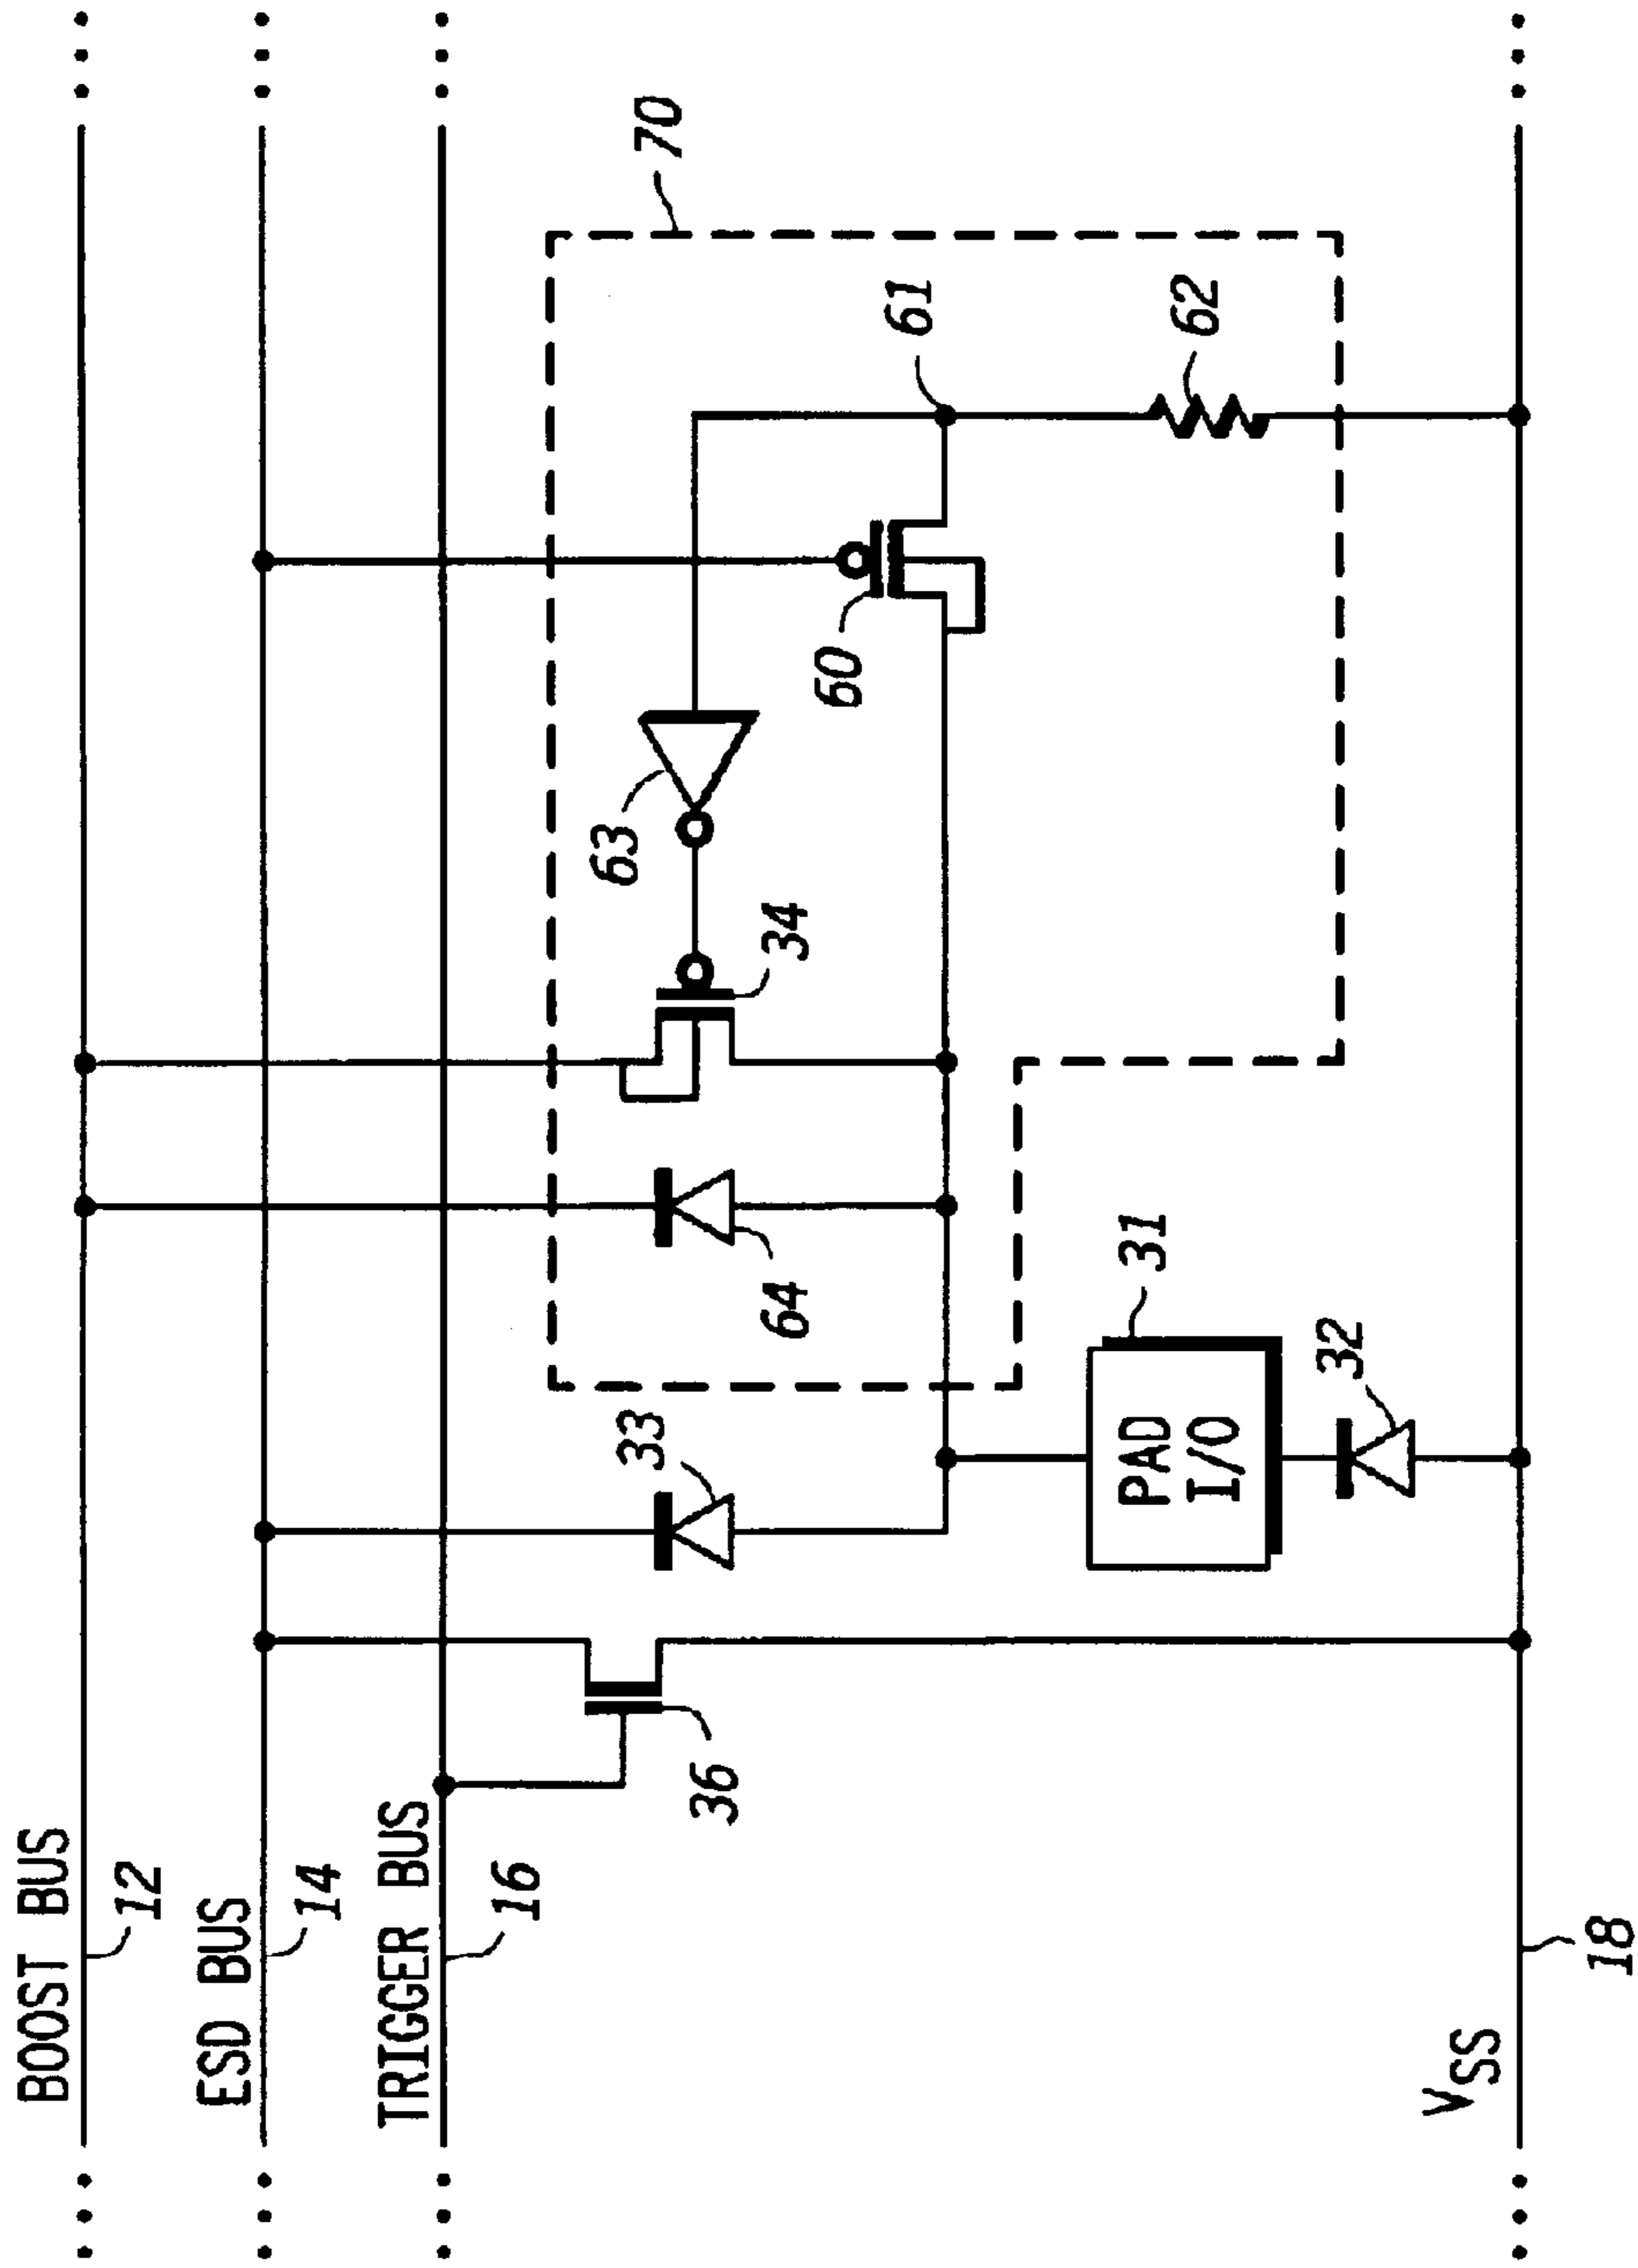 BOOST BUS
12
ESD BUS
14
TRIGGER BUS
16
36
33
64
34
63
60
61
62
70
PAD
I/O
31
32
VSS
18